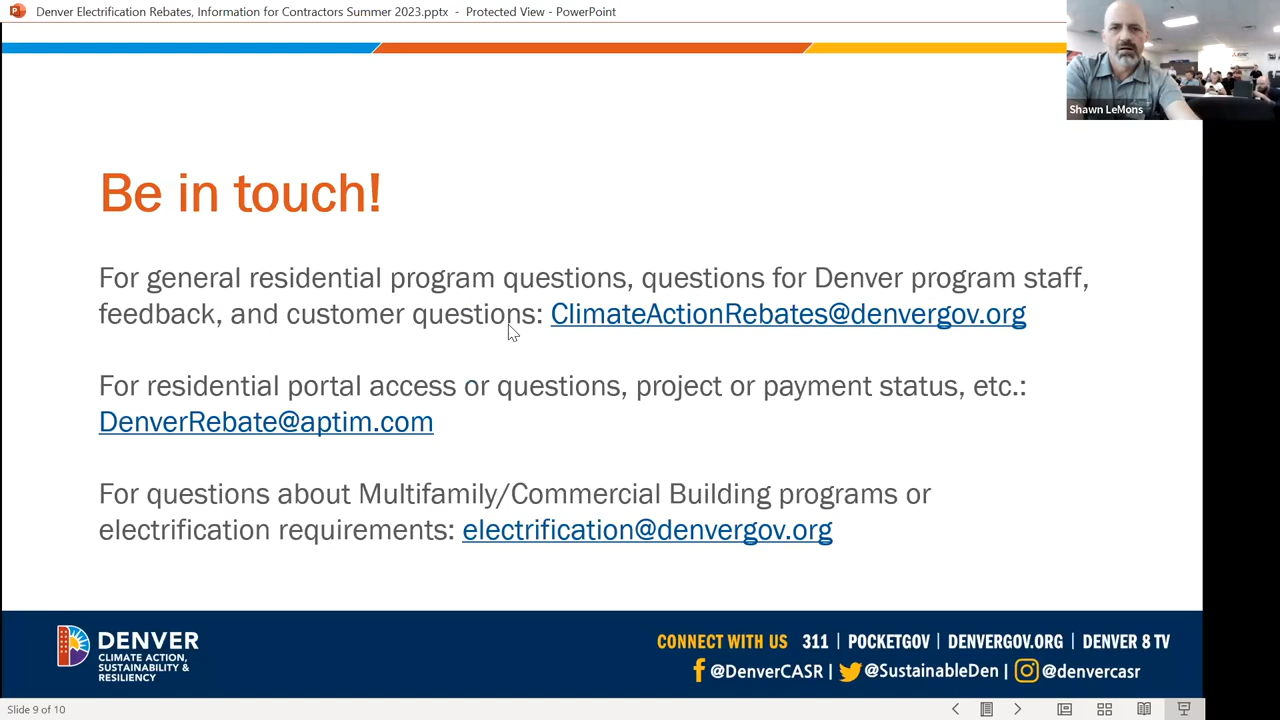 Denver Electrification Rebates, Information for Contractors Summer 2023.pptx - Protected View - PowerPoint
Shawn LeMons
Be in touch!
For general residential program questions, questions for Denver program staff,
feedback, and customer questions: ClimateActionRebates@denvergov.org
For residential portal access or questions, project or payment status, etc.:
DenverRebate@aptim.com
For questions about Multifamily/Commercial Building programs or
electrification requirements: electrification@denvergov.org
DENVER
CLIMATE ACTION,
SUSTAINABILITY &
RESILIENCY
CONNECT WITH US 311 | POCKETGOV | DENVERGOV.ORG | DENVER 8 TV
@DenverCASR | @SustainableDen | @denvercasr
Slide 9 of 10